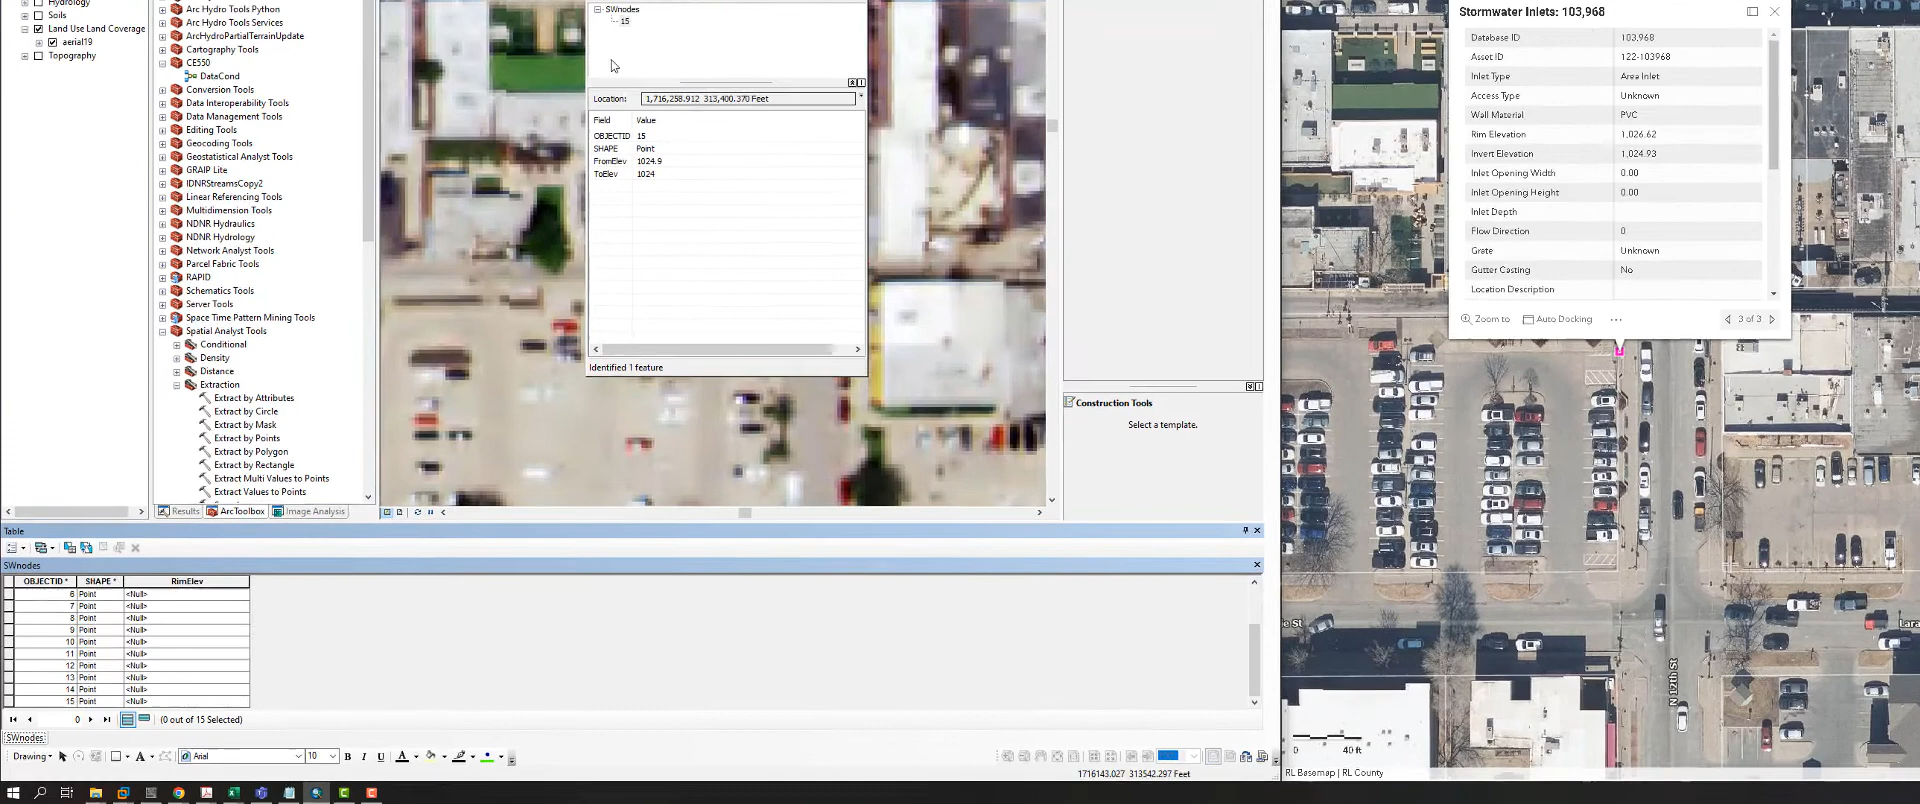 Hydrology
Soils
Land Use Land Coverage
aerial19
Topography
Arc Hydro Tools Python
Arc Hydro Tools Services
ArcHydroPartialTerrainUpdate
Cartography Tools
CE550
DataCond
Conversion Tools
Data Interoperability Tools
Data Management Tools
Editing Tools
Geocoding Tools
Geostatistical Analyst Tools
GRAIP Lite
IDNRStreamsCopy2
Linear Referencing Tools
Multidimension Tools
NDNR Hydraulics
NDNR Hydrology
Network Analyst Tools
Parcel Fabric Tools
RAPID
Schematics Tools
Server Tools
Space Time Pattern Mining Tools
Spatial Analyst Tools
Conditional
Density
Distance
Extraction
Extract by Attributes
Extract by Circle
Extract by Mask
Extract by Points
Extract by Polygon
Extract by Rectangle
Extract Multi Values to Points
Extract Values to Points
Results ArcToolbox Image Analysis
SWnodes
15
Location: 1,716,258.912 313,400.370 Feet
Field Value
OBJECTID 15
SHAPE Point
FromElev 1024.9
ToElev 1024
Identified 1 feature
Construction Tools
Select a template.
Stormwater Inlets: 103,968
Database ID 103,968
Asset ID 122-103968
Inlet Type Area Inlet
Access Type Unknown
Wall Material PVC
Rim Elevation 1,026.62
Invert Elevation 1,024.93
Inlet Opening Width 0.00
Inlet Opening Height 0.00
Inlet Depth
Flow Direction 0
Grate Unknown
Gutter Casting No
Location Description
Zoom to Auto Docking ... 3 of 3
ie St
Lara
N 12th St
0 40 ft
RL Basemap | RL County
Table
SWnodes
OBJECTID * SHAPE * RimElev
6 Point <Null>
7 Point <Null>
8 Point <Null>
9 Point <Null>
10 Point <Null>
11 Point <Null>
12 Point <Null>
13 Point <Null>
14 Point <Null>
15 Point <Null>
0 (0 out of 15 Selected)
SWnodes
Drawing Arial 10 B I U A
1716143.027 313542.297 Feet